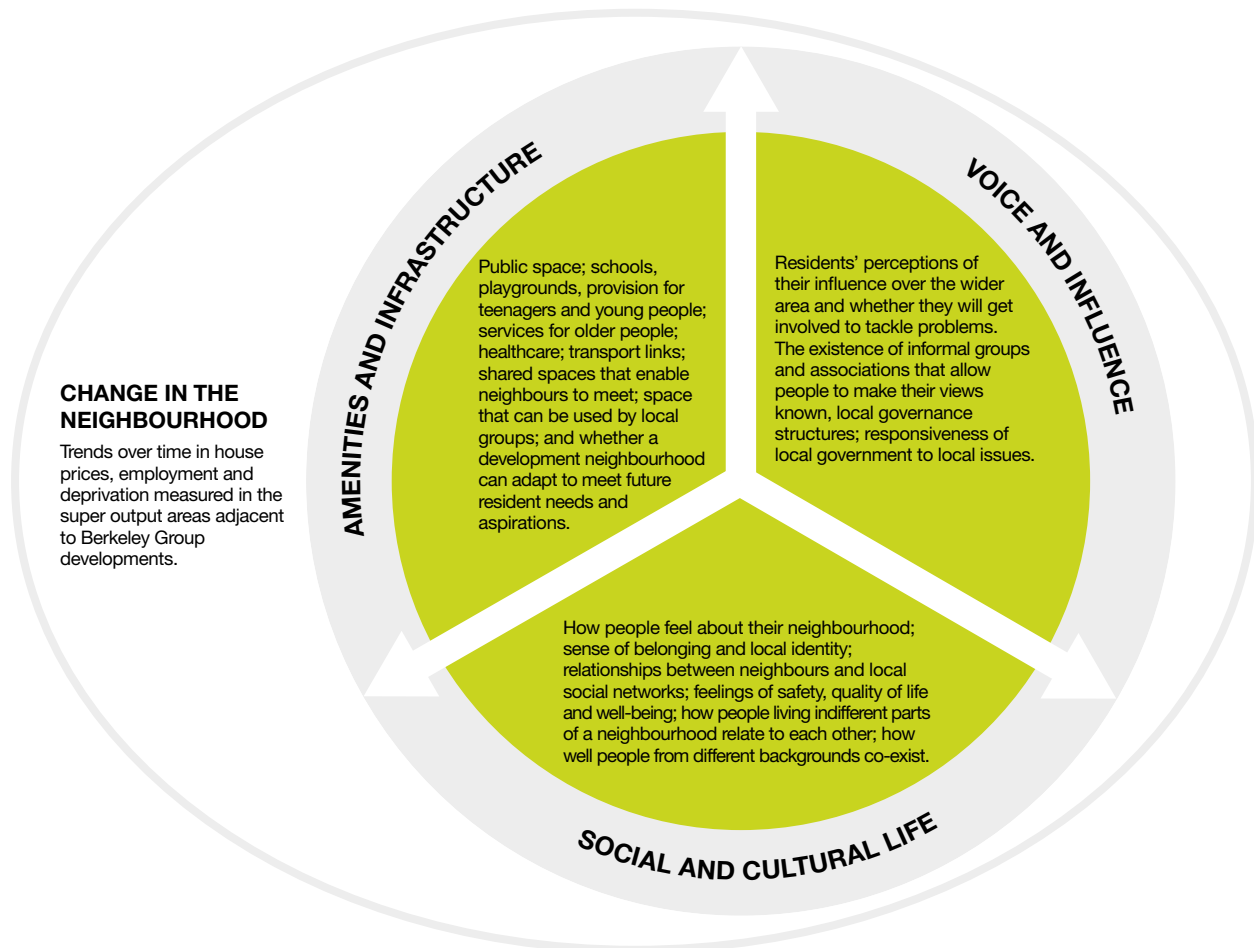 CHANGE IN THE
NEIGHBOURHOOD
Trends over time in house
prices, employment and
deprivation measured in the
super output areas adjacent
to Berkeley Group
developments.
AMENITIES AND INFRASTRUCTURE
Public space; schools,
playgrounds, provision for
teenagers and young people;
services for older people;
healthcare; transport links;
shared spaces that enable
neighbours to meet; space
that can be used by local
groups; and whether a
development neighbourhood
can adapt to meet future
resident needs and
aspirations.
VOICE AND INFLUENCE
Residents’ perceptions of
their influence over the wider
area and whether they will get
involved to tackle problems.
The existence of informal groups
and associations that allow
people to make their views
known, local governance
structures; responsiveness of
local government to local issues.
How people feel about their neighbourhood;
sense of belonging and local identity;
relationships between neighbours and local
social networks; feelings of safety, quality of life
and well-being; how people living indifferent parts
of a neighbourhood relate to each other; how
well people from different backgrounds co-exist.
SOCIAL AND CULTURAL LIFE